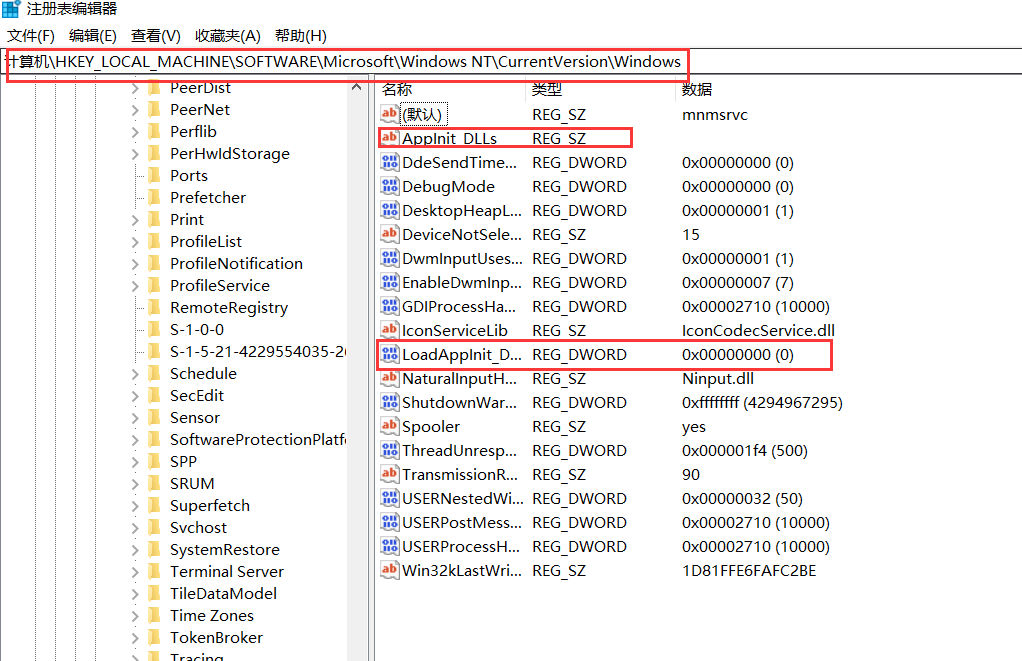 注册表编辑器
文件(F) 编辑(E) 查看(V) 收藏夹(A) 帮助(H)
计算机\HKEY_LOCAL_MACHINE\SOFTWARE\Microsoft\Windows NT\CurrentVersion\Windows
PeerDist
PeerNet
Perflib
PerHwIdStorage
Ports
Prefetcher
Print
ProfileList
ProfileNotification
ProfileService
RemoteRegistry
S-1-0-0
S-1-5-21-4229554035-26
Schedule
SecEdit
Sensor
SoftwareProtectionPlatfo
SPP
SRUM
Superfetch
Svchost
SystemRestore
Terminal Server
TileDataModel
Time Zones
TokenBroker
Tracing
名称 类型 数据
(默认) REG_SZ mnmsrvc
AppInit_DLLs REG_SZ
DdeSendTime... REG_DWORD 0x00000000 (0)
DebugMode REG_DWORD 0x00000000 (0)
DesktopHeapL... REG_DWORD 0x00000001 (1)
DeviceNotSele... REG_SZ 15
DwmInputUses... REG_DWORD 0x00000001 (1)
EnableDwmInp... REG_DWORD 0x00000007 (7)
GDIProcessHa... REG_DWORD 0x00002710 (10000)
IconServiceLib REG_SZ IconCodecService.dll
LoadAppInit_D... REG_DWORD 0x00000000 (0)
NaturalInputH... REG_SZ Ninput.dll
ShutdownWar... REG_DWORD 0xffffffff (4294967295)
Spooler REG_SZ yes
ThreadUnresp... REG_DWORD 0x000001f4 (500)
TransmissionR... REG_SZ 90
USERNestedWi... REG_DWORD 0x00000032 (50)
USERPostMess... REG_DWORD 0x00002710 (10000)
USERProcessH... REG_DWORD 0x00002710 (10000)
Win32kLastWri... REG_SZ 1D81FFE6FAFC2BE